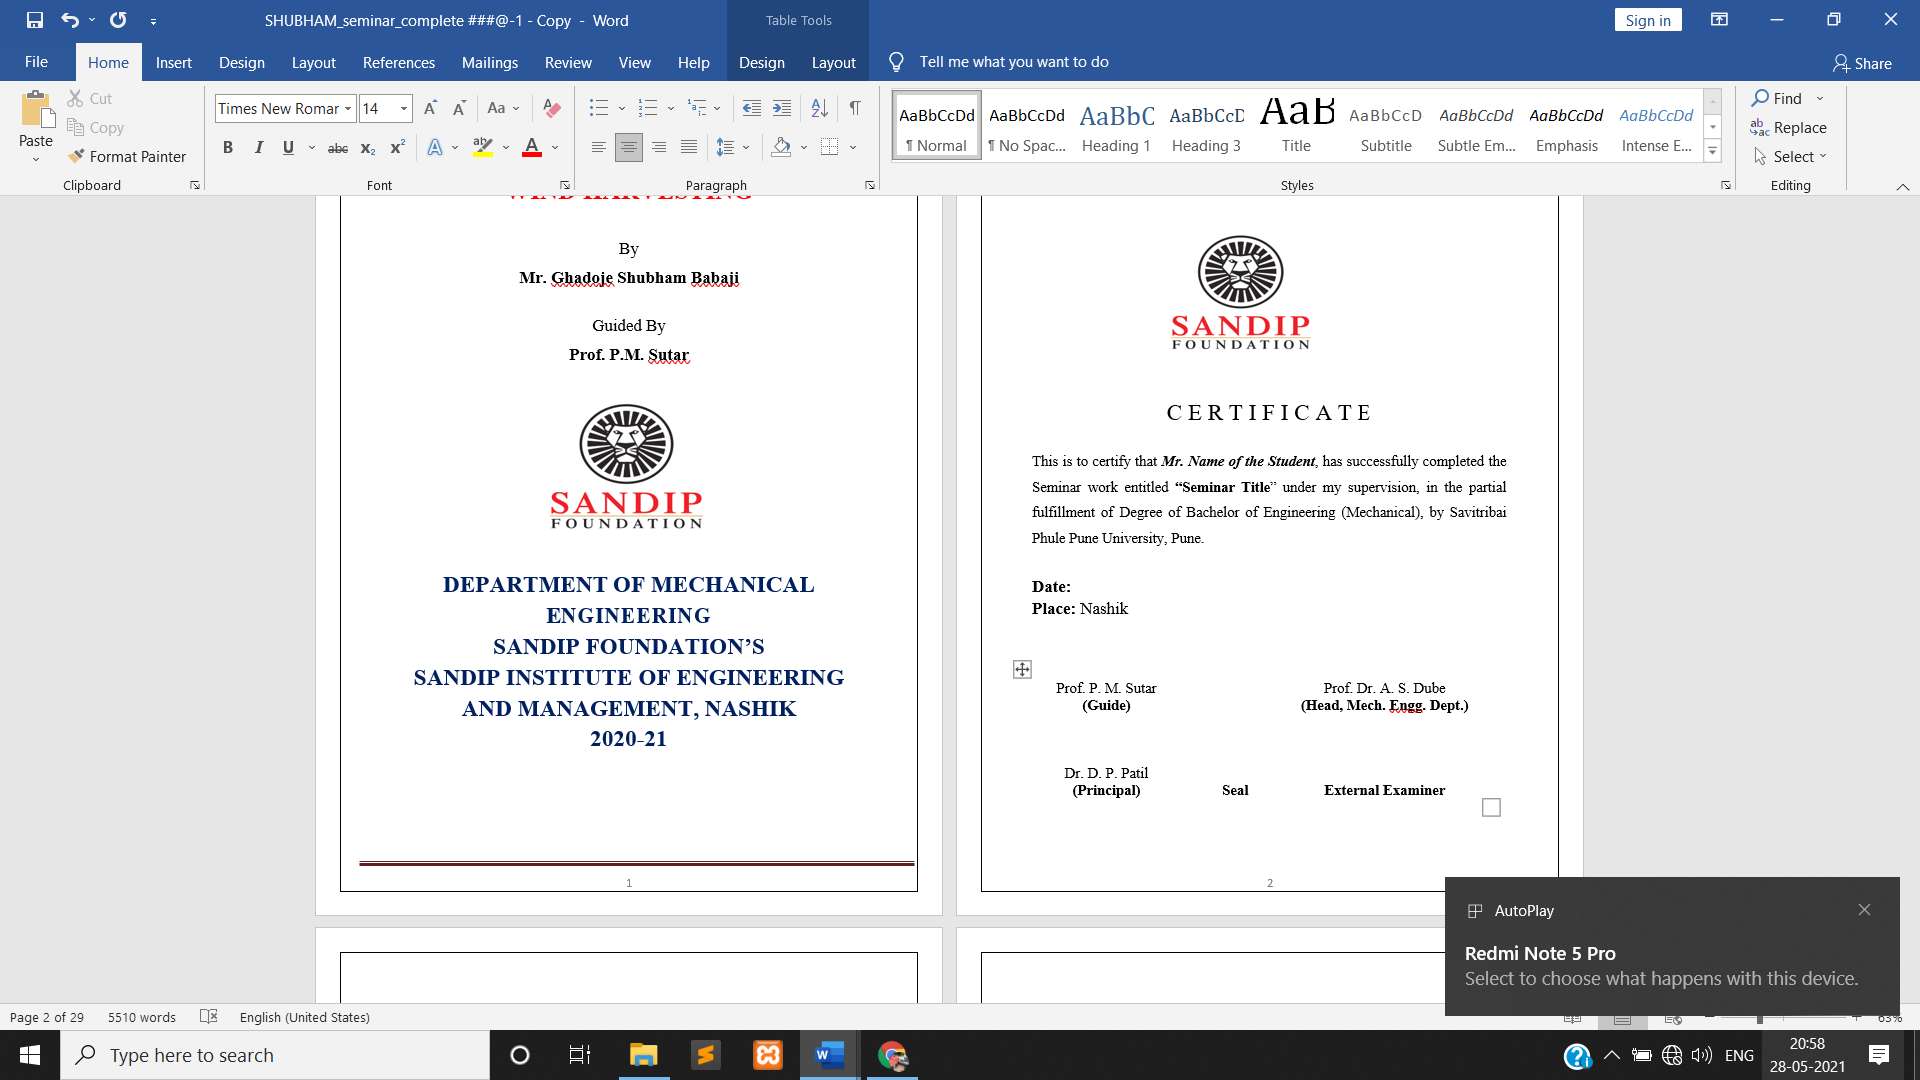 SHUBHAM_seminar_complete ###@-1 - Copy - Word
Table Tools
Sign in
File
Home
Insert
Design
Layout
References
Mailings
Review
View
Help
Design
Layout
Tell me what you want to do
Share
Paste
Cut
Copy
Format Painter
Clipboard
Times New Romar
14
Font
Paragraph
AaBbCcDd
¶ Normal
AaBbCcDd
¶ No Spac...
AaBbC
Heading 1
AaBbCcD
Heading 3
AaB
Title
AaBbCcD
Subtitle
AaBbCcDd
Subtle Em...
AaBbCcDd
Emphasis
AaBbCcDd
Intense E...
Styles
Find
Replace
Select
Editing
WIND HARVESTING
By
Mr. Ghadoje Shubham Babaji
Guided By
Prof. P.M. Sutar
SANDIP
FOUNDATION
DEPARTMENT OF MECHANICAL
ENGINEERING
SANDIP FOUNDATION’S
SANDIP INSTITUTE OF ENGINEERING
AND MANAGEMENT, NASHIK
2020-21
1
SANDIP
FOUNDATION
C E R T I F I C A T E
This is to certify that Mr. Name of the Student, has successfully completed the
Seminar work entitled “Seminar Title” under my supervision, in the partial
fulfillment of Degree of Bachelor of Engineering (Mechanical), by Savitribai
Phule Pune University, Pune.
Date:
Place: Nashik
Prof. P. M. Sutar
(Guide)
Prof. Dr. A. S. Dube
(Head, Mech. Engg. Dept.)
Dr. D. P. Patil
(Principal)
Seal
External Examiner
2
AutoPlay
Redmi Note 5 Pro
Select to choose what happens with this device.
Page 2 of 29
5510 words
English (United States)
63%
Type here to search
ENG
20:58
28-05-2021